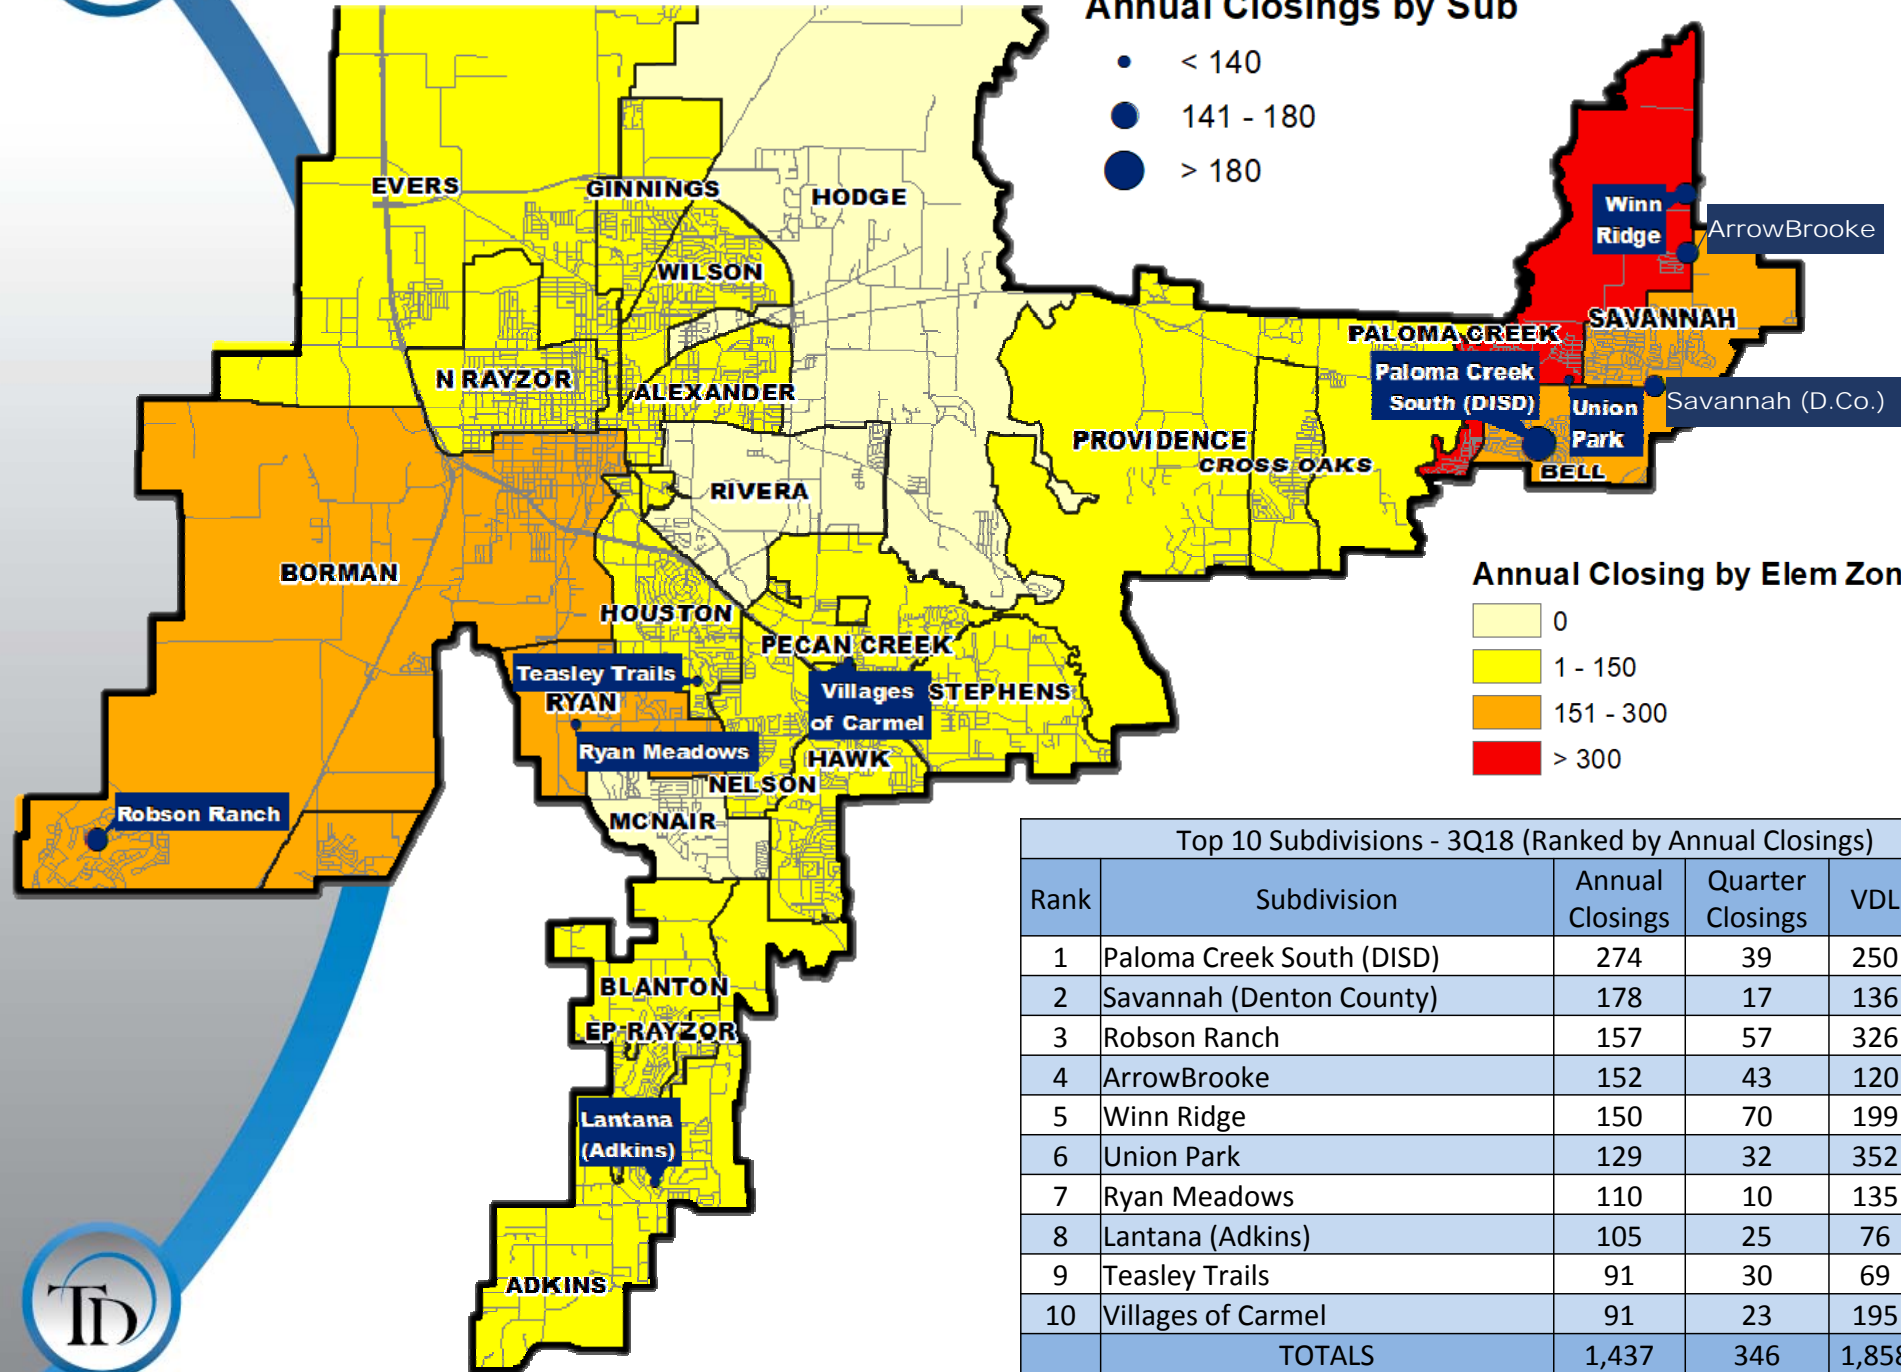 Annual Closings by Sub
< 140
141 - 180
> 180
EVERS
GINNINGS
HODGE
WILSON
N RAYZOR
ALEXANDER
RIVERA
BORMAN
HOUSTON
PECAN CREEK
Teasley Trails
RYAN
Ryan Meadows
Villages
of Carmel
STEPHENS
HAWK
NELSON
MCNAIR
Robson Ranch
BLANTON
EP RAYZOR
Lantana
(Adkins)
ADKINS
Winn
Ridge
ArrowBrooke
SAVANNAH
PALOMA CREEK
Paloma Creek
South (DISD)
Union
Park
Savannah (D.Co.)
PROVIDENCE
CROSS OAKS
BELL
Annual Closing by Elem Zon
0
1 - 150
151 - 300
> 300
Top 10 Subdivisions - 3Q18 (Ranked by Annual Closings)
Rank Subdivision Annual Closings Quarter Closings VDL
1 Paloma Creek South (DISD) 274 39 250
2 Savannah (Denton County) 178 17 136
3 Robson Ranch 157 57 326
4 ArrowBrooke 152 43 120
5 Winn Ridge 150 70 199
6 Union Park 129 32 352
7 Ryan Meadows 110 10 135
8 Lantana (Adkins) 105 25 76
9 Teasley Trails 91 30 69
10 Villages of Carmel 91 23 195
TOTALS 1,437 346
TD